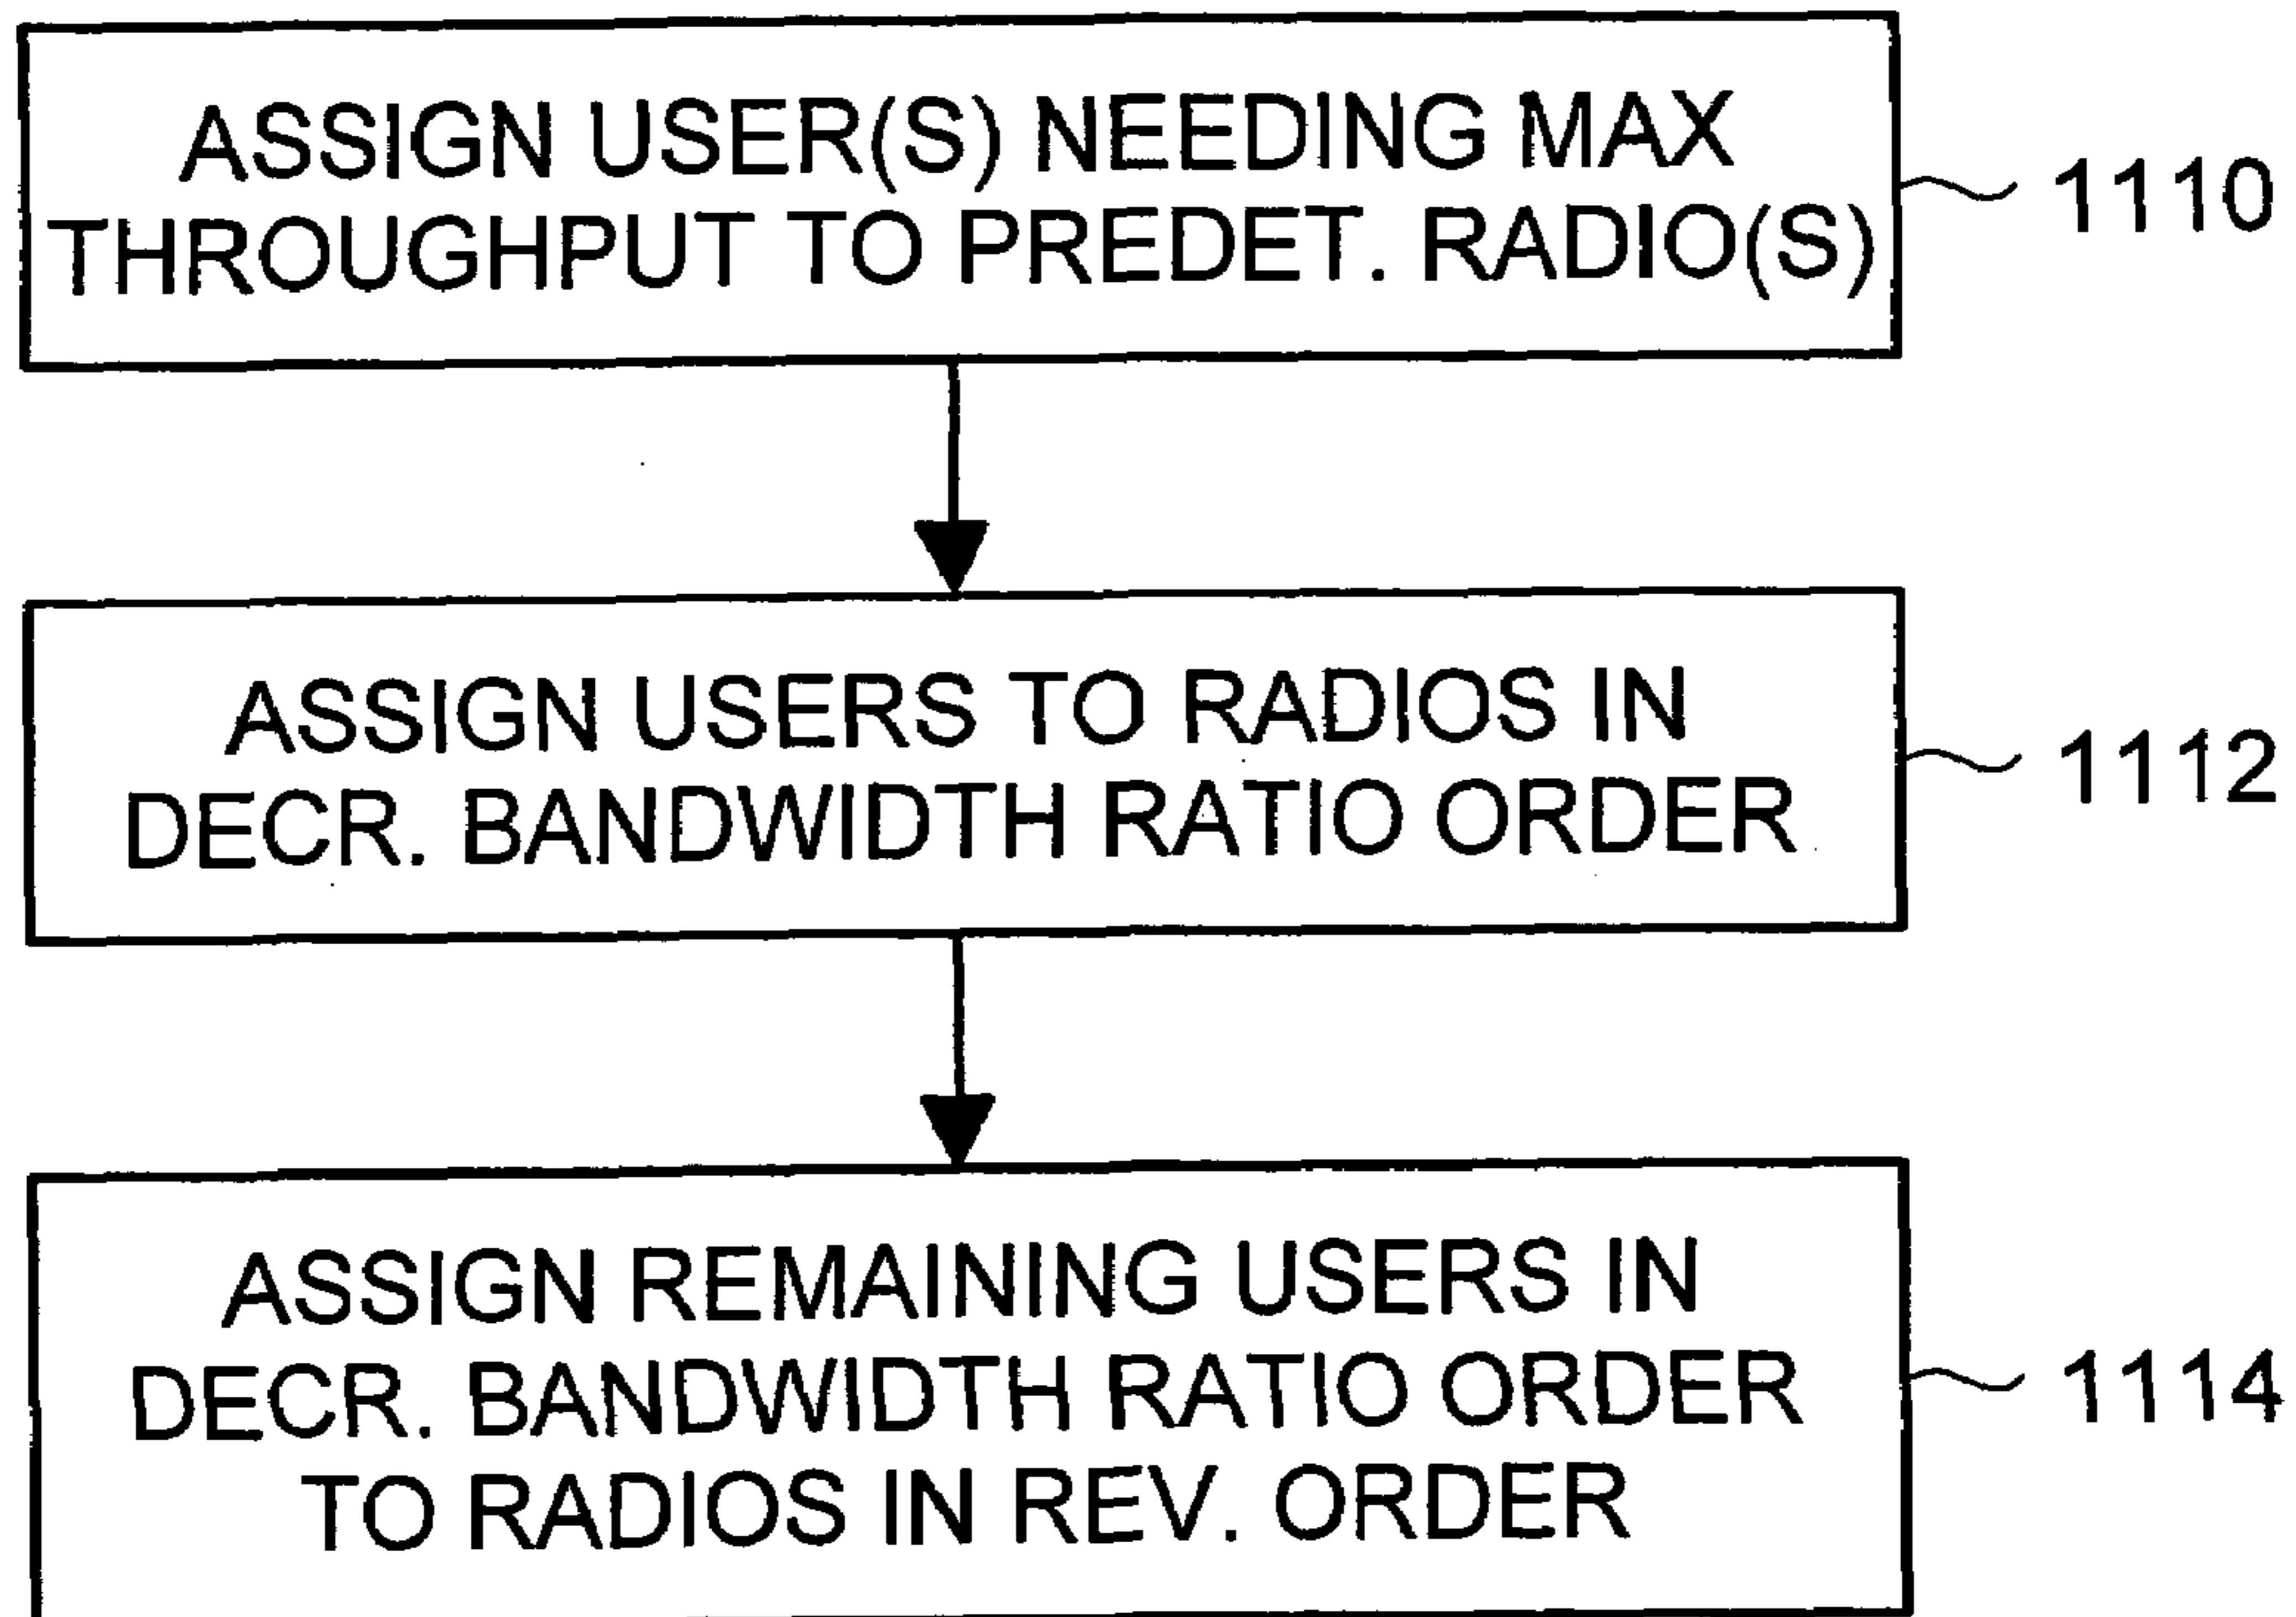 ASSIGN USER(S) NEEDING MAX
THROUGHPUT TO PREDET. RADIO(S)
1110
ASSIGN USERS TO RADIOS IN
DECR. BANDWIDTH RATIO ORDER
1112
ASSIGN REMAINING USERS IN
DECR. BANDWIDTH RATIO ORDER
TO RADIOS IN REV. ORDER
1114